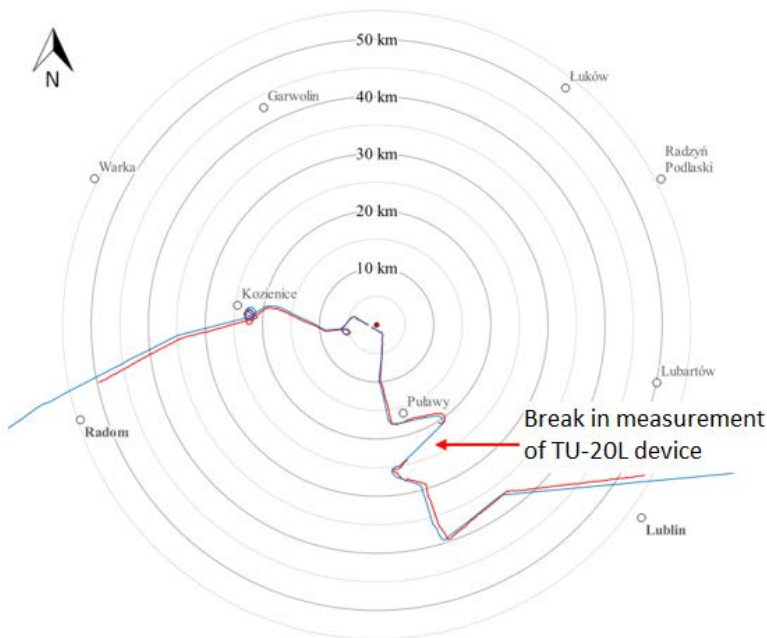 50 km
Łuków
Garwolin
40 km
Radzyń
Podlaski
30 km
Warka
20 km
10 km
Kozienice
Lubartów
Puławy
Radom
Break in measurement
of TU-20L device
Lublin
N